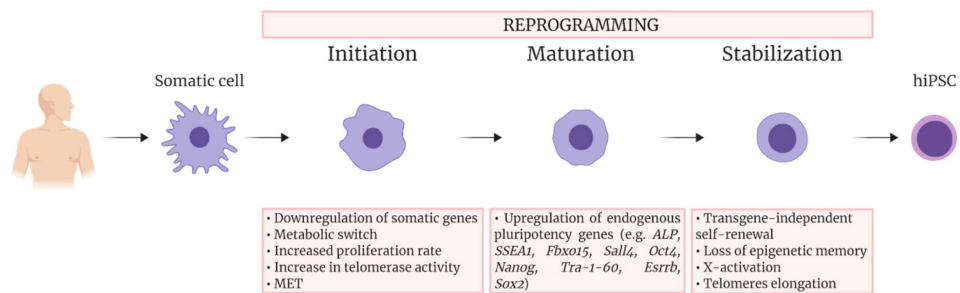 REPROGRAMMING
Initiation
Maturation
Stabilization
Somatic cell
hiPSC
• Downregulation of somatic genes
• Metabolic switch
• Increased proliferation rate
• Increase in telomerase activity
• MET
• Upregulation of endogenous
pluripotency genes (e.g. ALP,
SSEA1, Fbxo15, Sall4, Oct4,
Nanog, Tra-1-60, Esrrb,
Sox2)
• Transgene-independent
self-renewal
• Loss of epigenetic memory
• X-activation
• Telomeres elongation